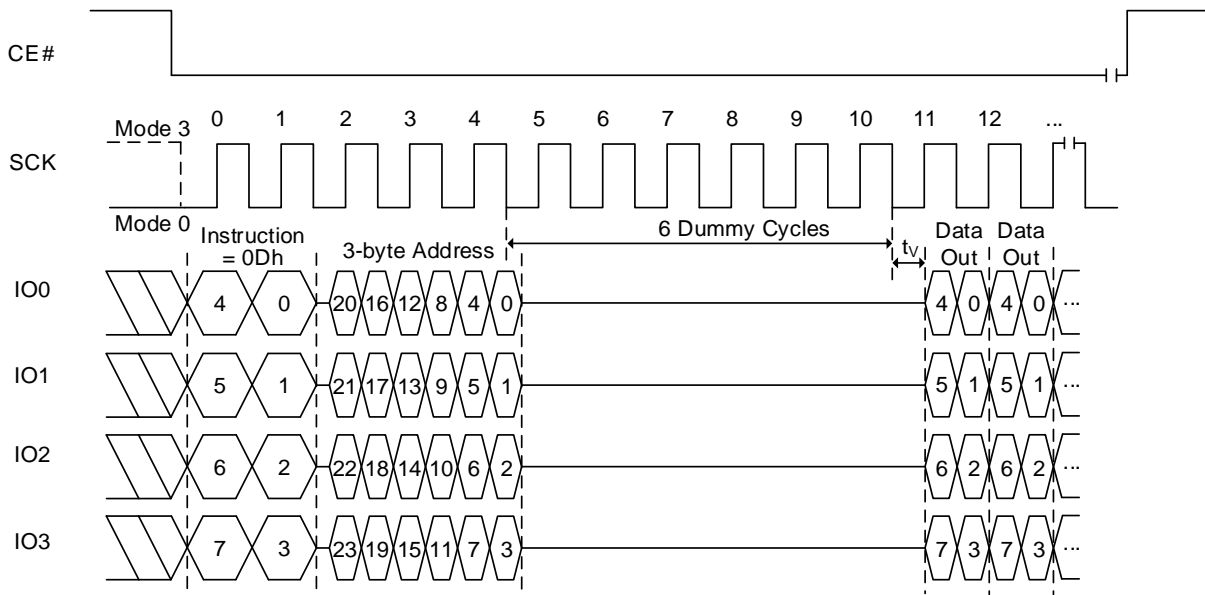 CE#
0 1 2 3 4 5 6 7 8 9 10 11 12 ...
Mode 3
SCK
Mode 0
Instruction
= 0Dh
3-byte Address
6 Dummy Cycles
tV
Data
Out
Data
Out
IO0 4 0 20 16 12 8 4 0 4 0 4 0 ...
IO1 5 1 21 17 13 9 5 1 5 1 5 1 ...
IO2 6 2 22 18 14 10 6 2 6 2 6 2 ...
IO3 7 3 23 19 15 11 7 3 7 3 7 3 ...